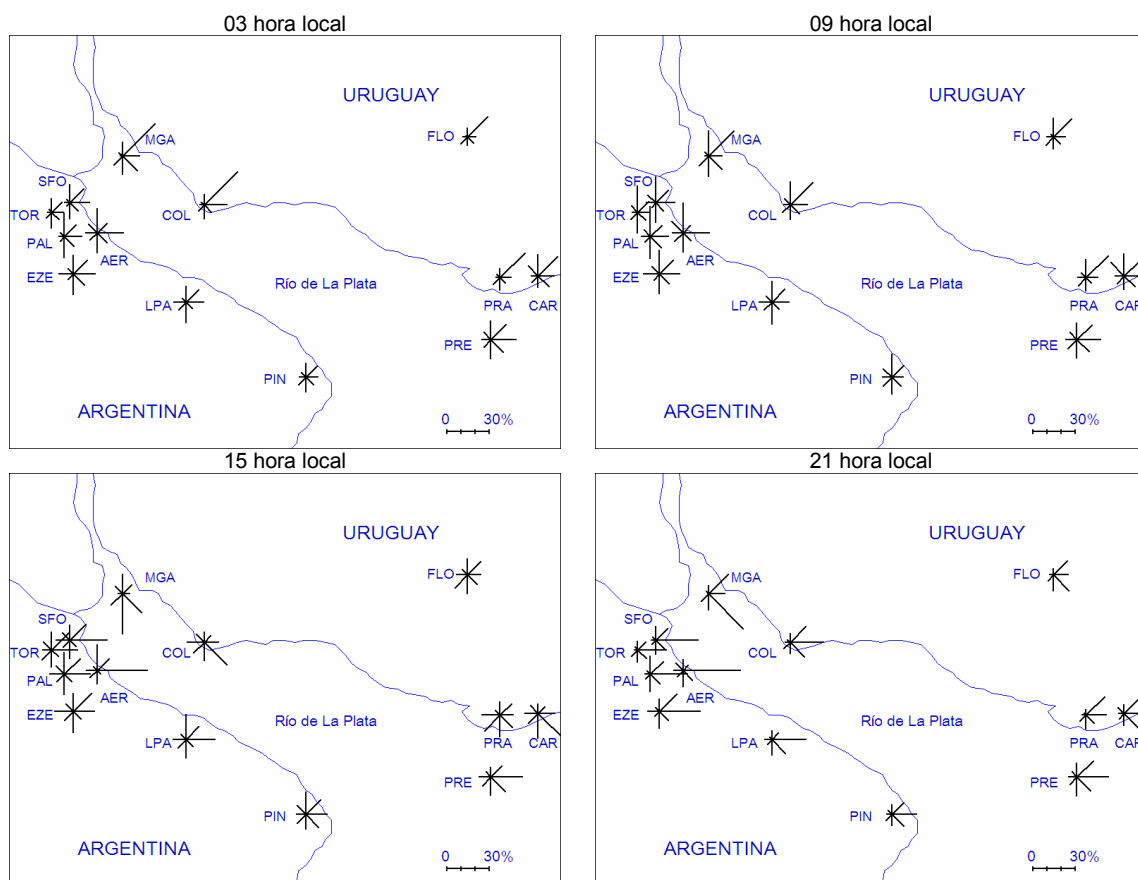 03 hora local
URUGUAY
FLO
MGA
SFO
TOR
COL
PAL
AER
EZE
Río de La Plata
LPA
PRA
CAR
PRE
PIN
ARGENTINA
0 30%
09 hora local
URUGUAY
FLO
MGA
SFO
TOR
COL
PAL
AER
EZE
Río de La Plata
LPA
PRA
CAR
PRE
PIN
ARGENTINA
0 30%
15 hora local
URUGUAY
FLO
MGA
SFO
TOR
COL
PAL
AER
EZE
Río de La Plata
LPA
PRA
CAR
PRE
PIN
ARGENTINA
0 30%
21 hora local
URUGUAY
FLO
MGA
SFO
TOR
COL
PAL
AER
EZE
Río de La Plata
LPA
PRA
CAR
PRE
PIN
ARGENTINA
0 30%